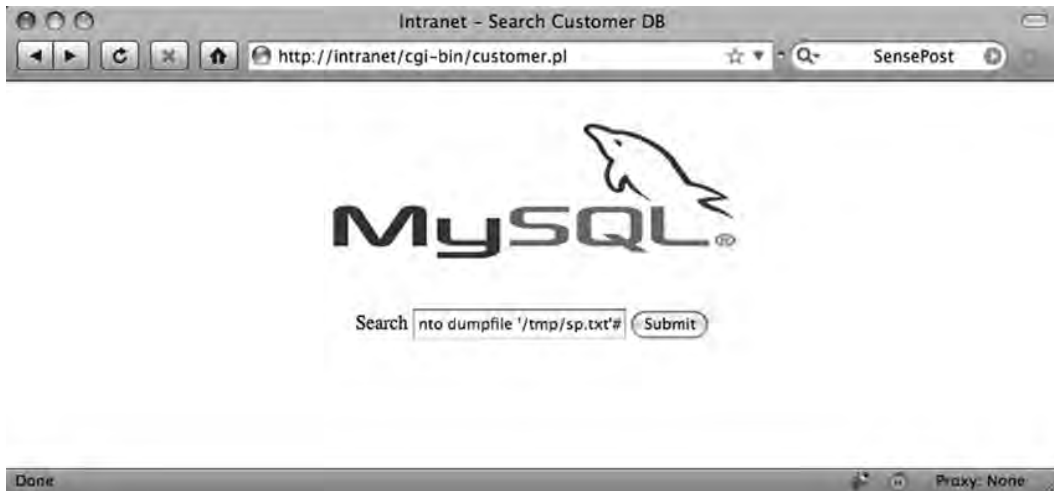 Intranet – Search Customer DB
http://intranet/cgi-bin/customer.pl
SensePost
MySQL®
Search nto dumpfile '/tmp/sp.txt'# Submit
Done
Proxy: None